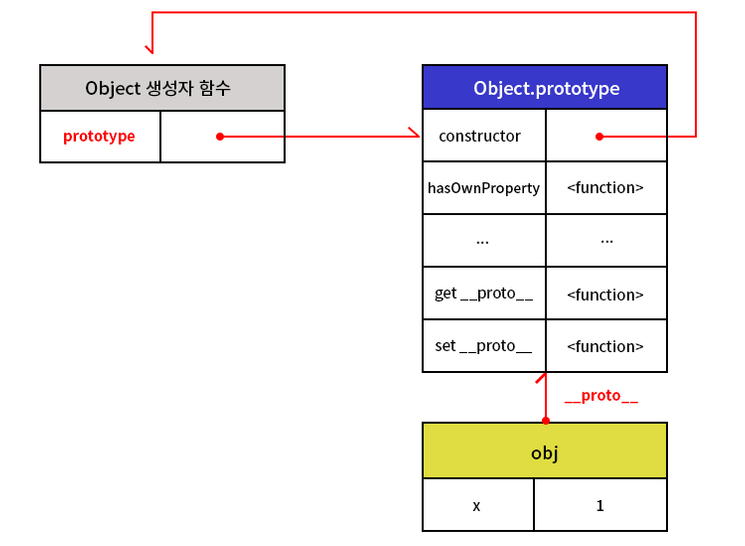 Object 생성자 함수
prototype
Object.prototype
constructor
hasOwnProperty <function>
... ...
get __proto__ <function>
set __proto__ <function>
__proto__
obj
x 1